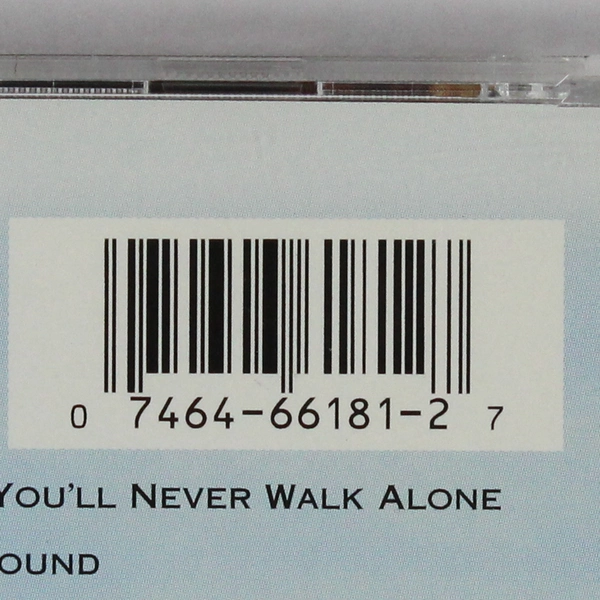 0 7464-66181-2 7
YOU'LL NEVER WALK ALONE
OUND